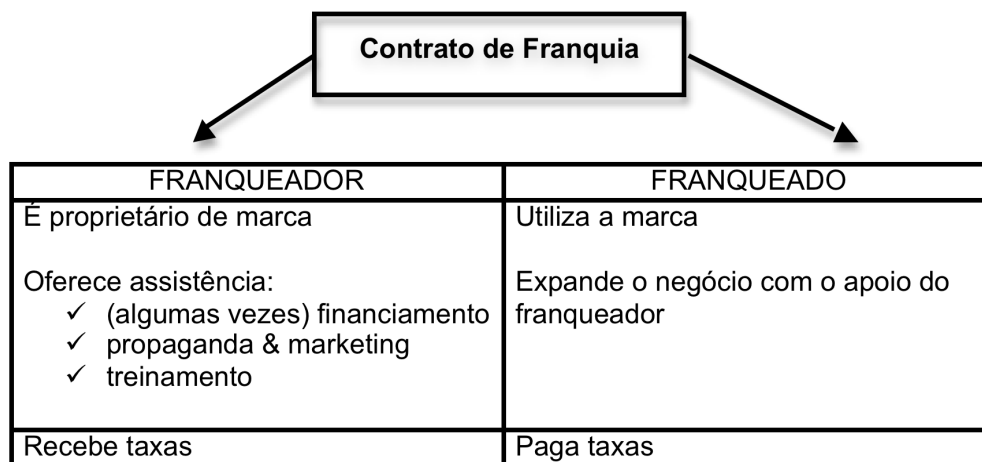 Contrato de Franquia
FRANQUEADOR
FRANQUEADO
É proprietário de marca
Utiliza a marca
Oferece assistência:
✓ (algumas vezes) financiamento
✓ propaganda & marketing
✓ treinamento
Expande o negócio com o apoio do
franqueador
Recebe taxas
Paga taxas